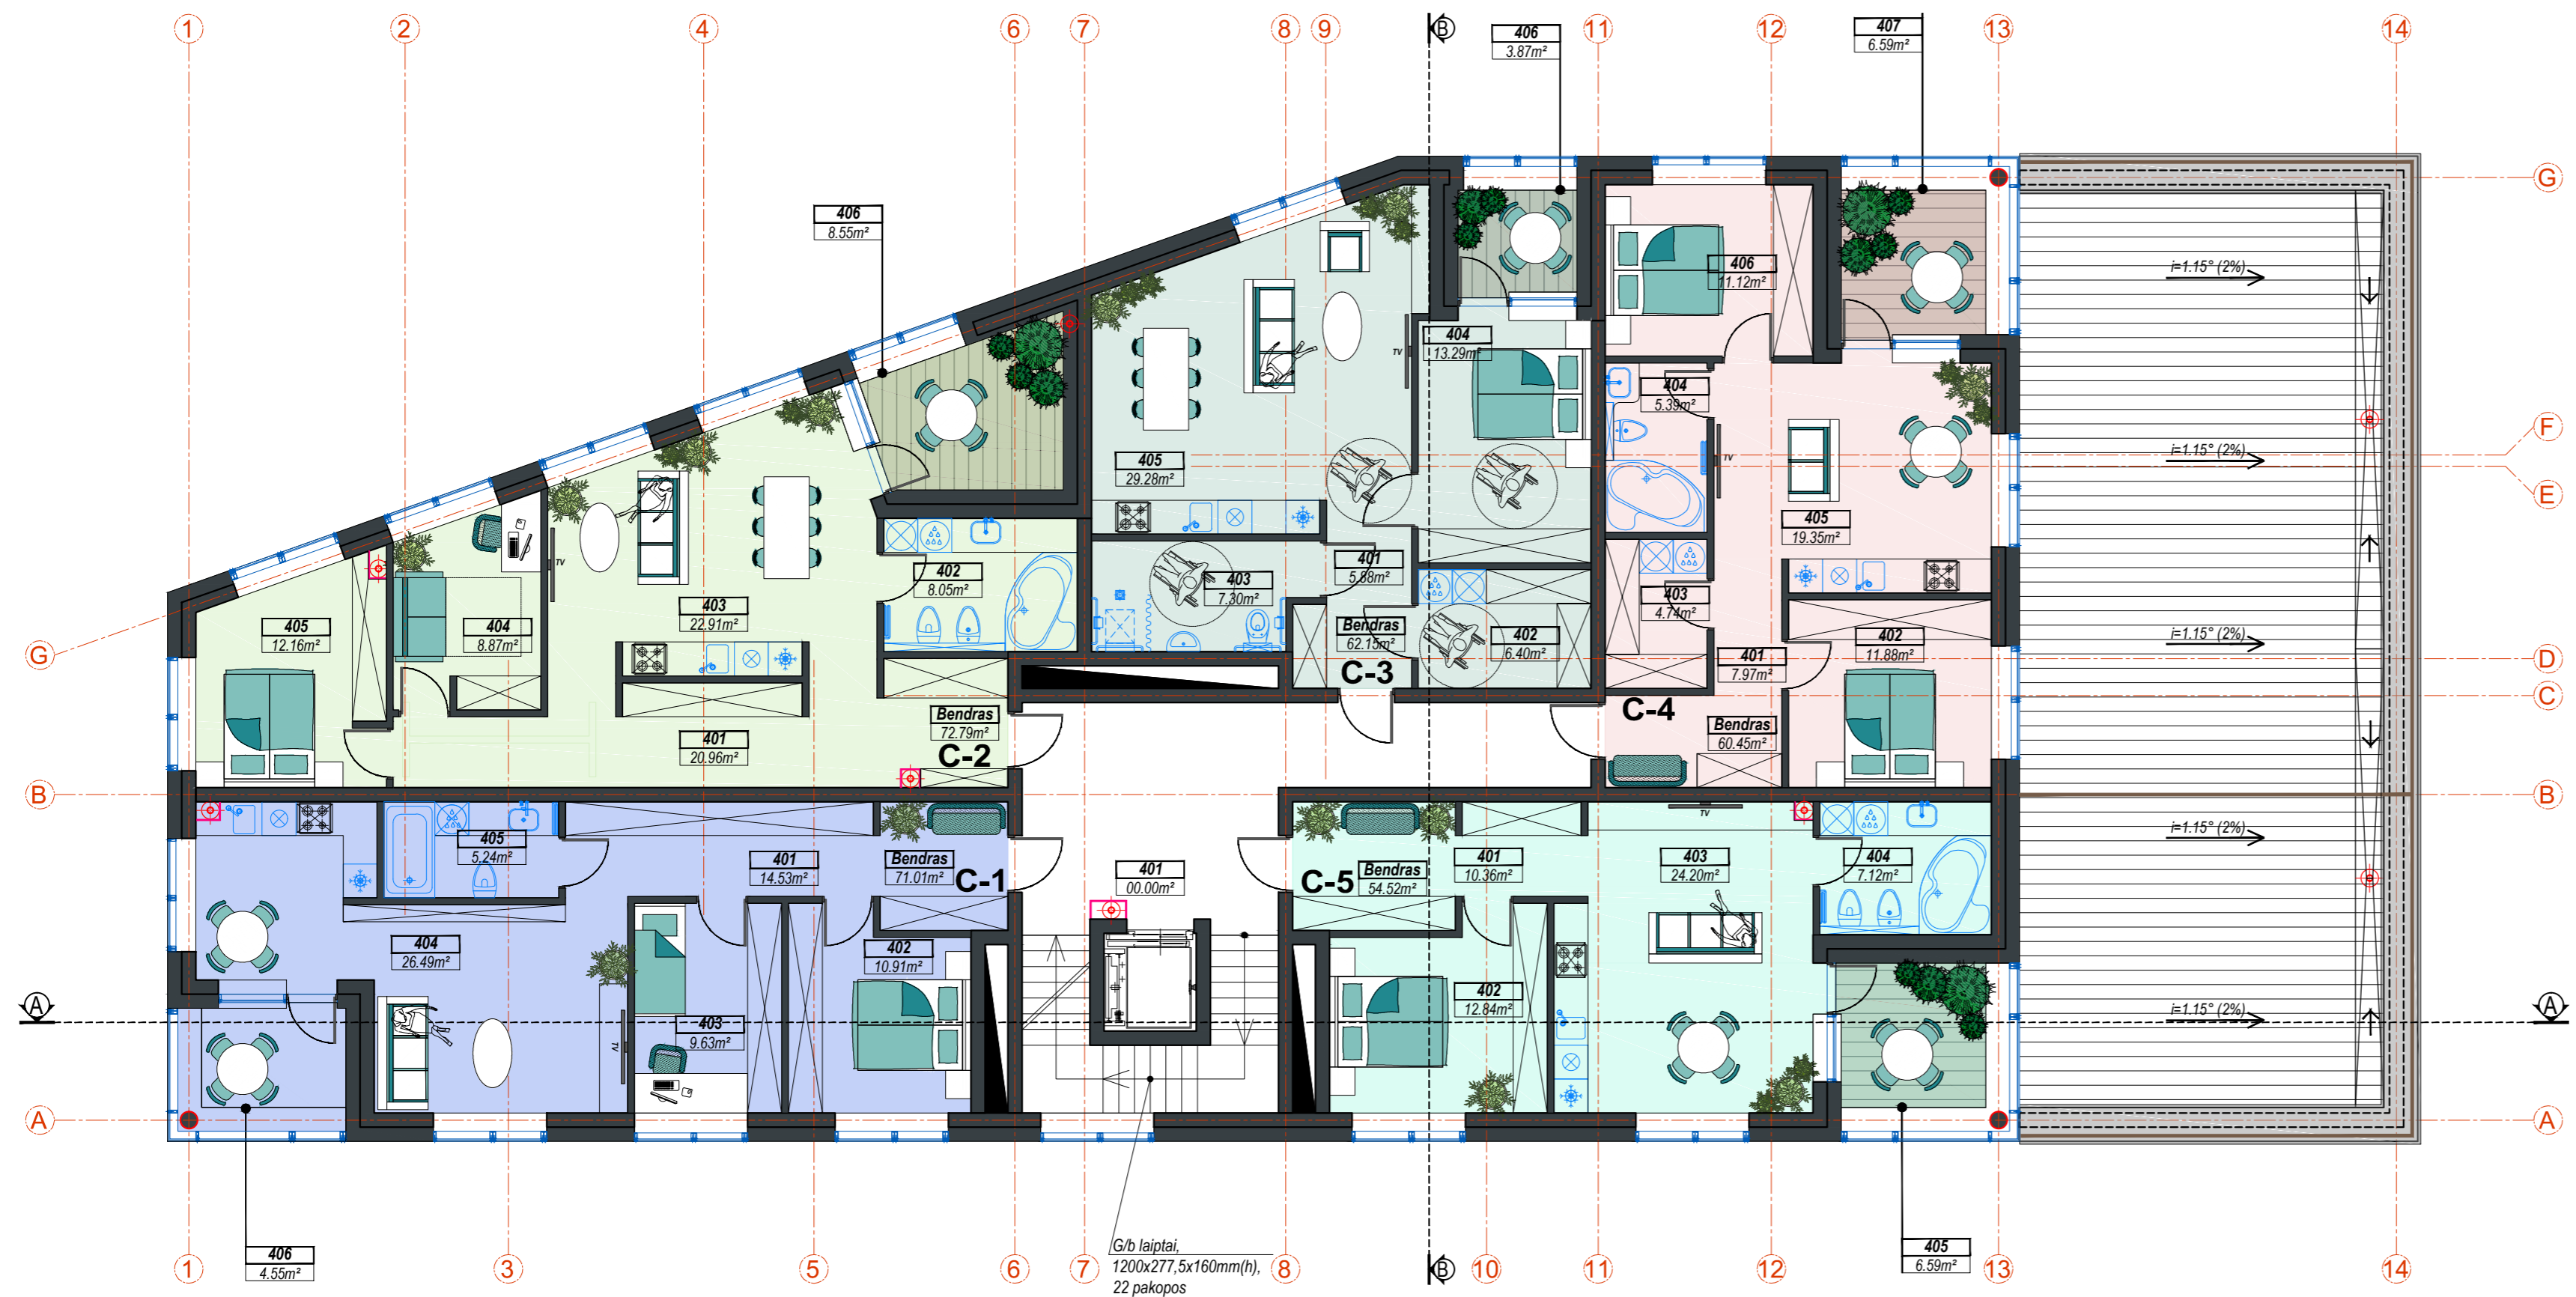 1 2 4 6 7 8 9 B 11 12 13 14
406
3.87m²
407
6.59m²
G
406
8.55m²
406
11.12m²
i=1.15° (2%)
404
13.29m²
TV
404
5.39m²
F
i=1.15° (2%)
TV
405
29.28m²
E
405
19.35m²
TV
401
5.88m²
402
8.05m²
403
7.30m²
403
22.91m²
403
4.74m²
405
12.16m²
404
8.87m²
Bendras
62.15m²
402
6.40m²
402
11.88m²
i=1.15° (2%)
G
D
401
7.97m²
C-3
C
C-4
Bendras
72.79m²
Bendras
60.45m²
401
20.96m²
C-2
B
B
TV
405
5.24m²
401
14.53m²
Bendras
71.01m²
C-1
401
00.00m²
C-5
Bendras
54.52m²
401
10.36m²
403
24.20m²
404
7.12m²
i=1.15° (2%)
404
26.49m²
402
10.91m²
402
12.84m²
A
A
i=1.15° (2%)
403
9.63m²
TV
A
A
406
4.55m²
G/b laiptai,
1200x277,5x160mm(h),
22 pakopos
405
6.59m²
1 3 5 6 7 8 B 10 11 12 13 14